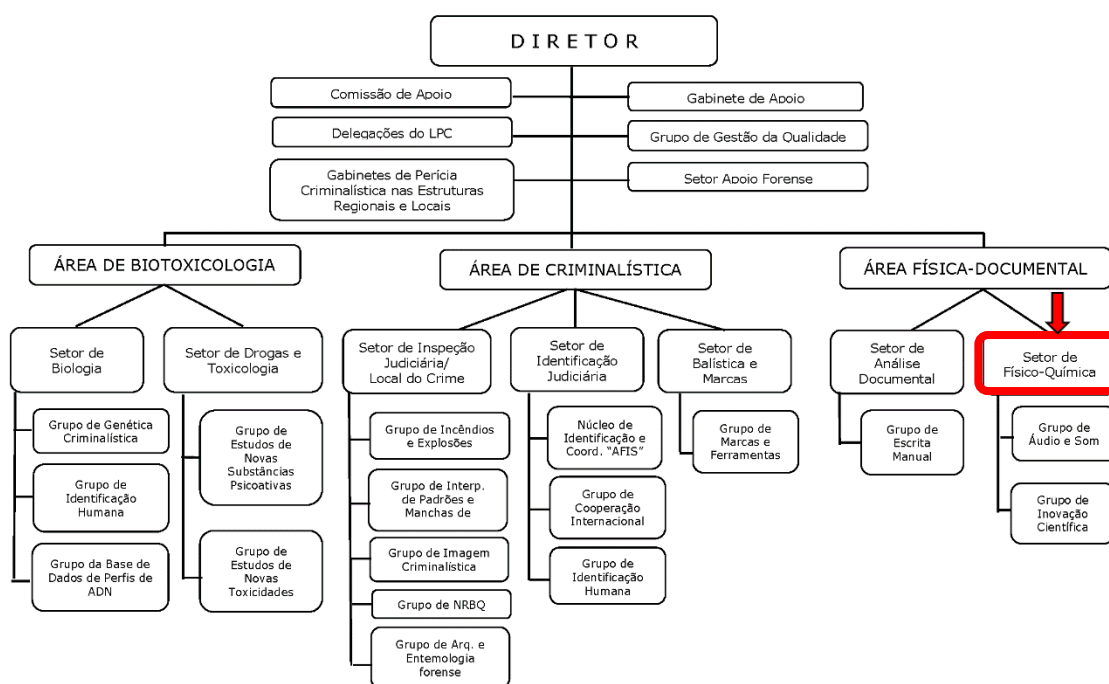 D I R E T O R
Comissão de Apoio
Gabinete de Apoio
Delegações do LPC
Grupo de Gestão da Qualidade
Gabinetes de Perícia
Criminalística nas Estruturas
Regionais e Locais
Setor Apoio Forense
ÁREA DE BIOTOXICOLOGIA
ÁREA DE CRIMINALÍSTICA
ÁREA FÍSICA-DOCUMENTAL
Setor de
Biologia
Setor de Drogas e
Toxicologia
Setor de Inspeção
Judiciária/
Local do Crime
Setor de
Identificação
Judiciária
Setor de
Balística e
Marcas
Setor de
Análise
Documental
Setor de
Físico-Química
Grupo de Genética
Criminalística
Grupo de
Identificação
Humana
Grupo da Base de
Dados de Perfis de
ADN
Grupo de
Estudos de
Novas
Substâncias
Psicoativas
Grupo de
Estudos de
Novas
Toxicidades
Grupo de Incêndios
e Explosões
Grupo de Interp.
de Padrões e
Manchas de
Grupo de Imagem
Criminalística
Grupo de NRBQ
Grupo de Arq. e
Entemologia
forense
Núcleo de
Identificação e
Coord. “AFIS”
Grupo de
Cooperação
Internacional
Grupo de
Identificação
Humana
Grupo de
Marcas e
Ferramentas
Grupo de
Escrita
Manual
Grupo de
Áudio e Som
Grupo de
Inovação
Científica